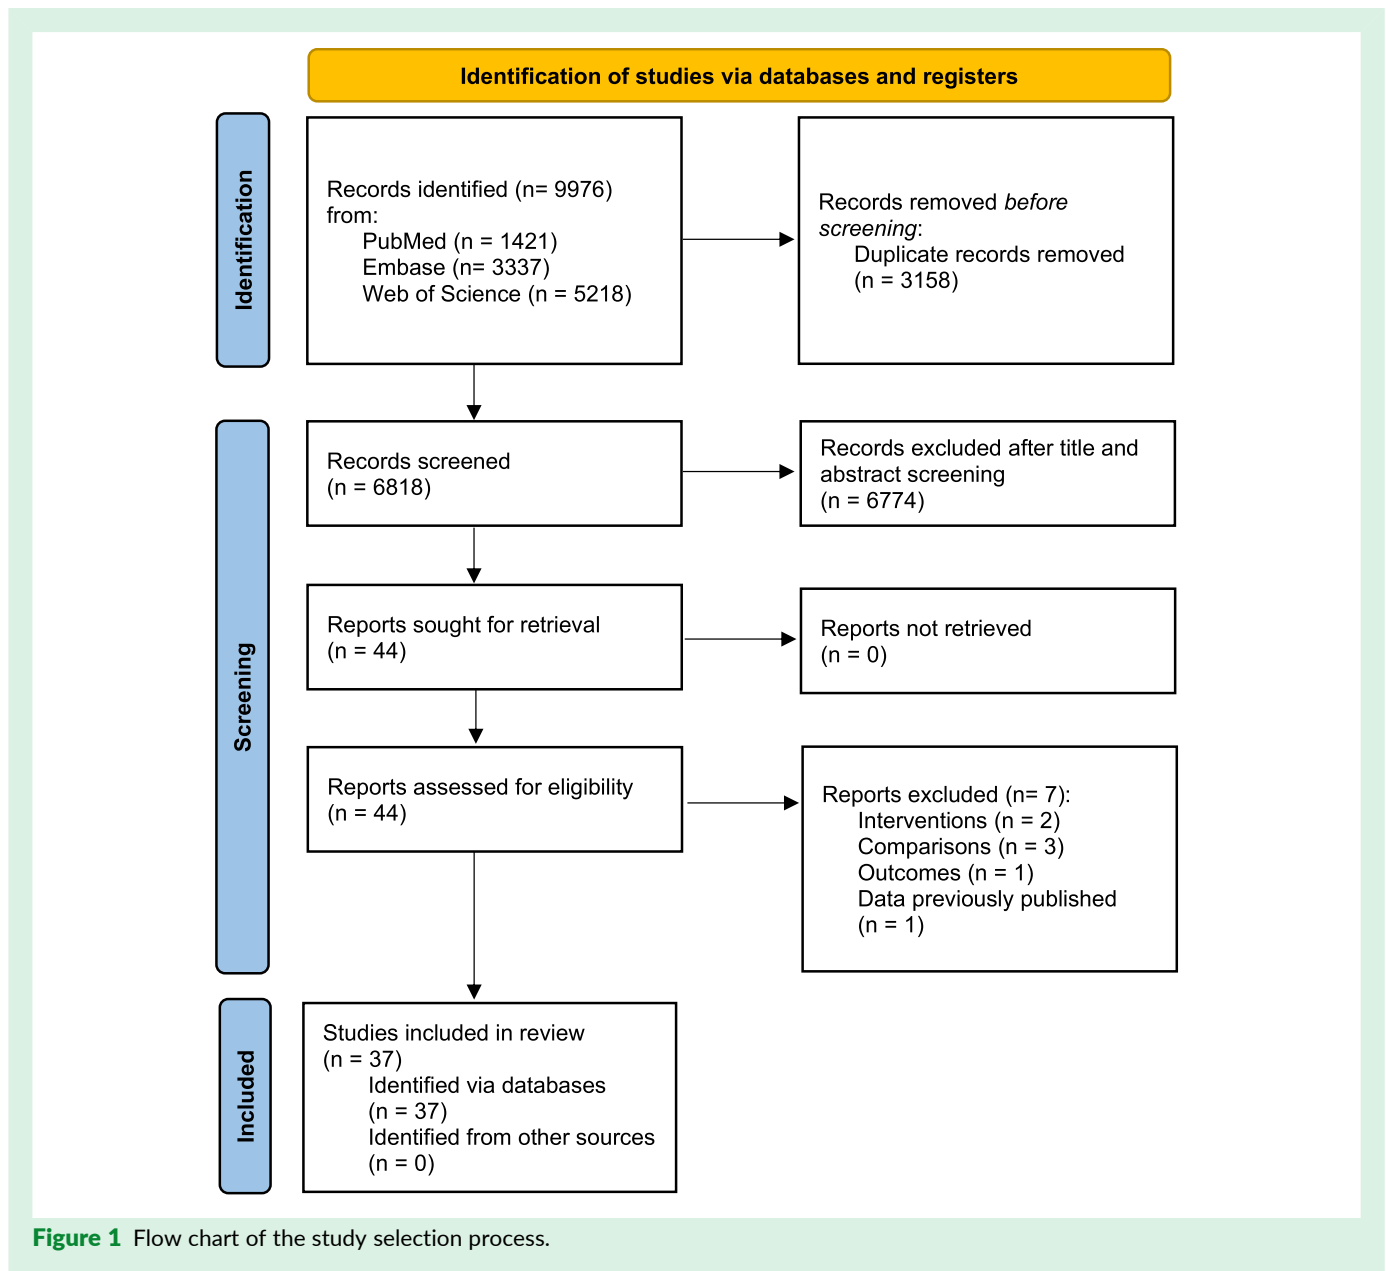 Identification of studies via databases and registers
Identification
Records identified (n= 9976)
from:
PubMed (n = 1421)
Embase (n= 3337)
Web of Science (n = 5218)
Records removed before
screening:
Duplicate records removed
(n = 3158)
Screening
Records screened
(n = 6818)
Records excluded after title and
abstract screening
(n = 6774)
Reports sought for retrieval
(n = 44)
Reports not retrieved
(n = 0)
Reports assessed for eligibility
(n = 44)
Reports excluded (n= 7):
Interventions (n = 2)
Comparisons (n = 3)
Outcomes (n = 1)
Data previously published
(n = 1)
Included
Studies included in review
(n = 37)
Identified via databases
(n = 37)
Identified from other sources
(n = 0)
Figure 1 Flow chart of the study selection process.